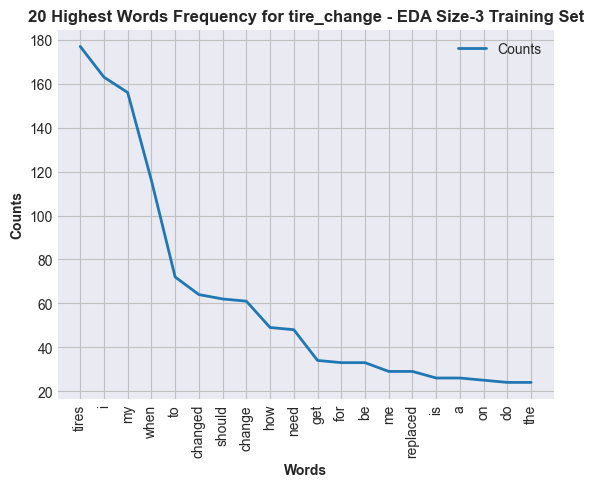 20 Highest Words Frequency for tire_change - EDA Size-3 Training Set
Counts
180
160
140
120
100
80
60
40
20
Counts
tires
i
my
when
to
changed
should
change
how
need
get
for
be
me
replaced
is
a
on
do
the
Words